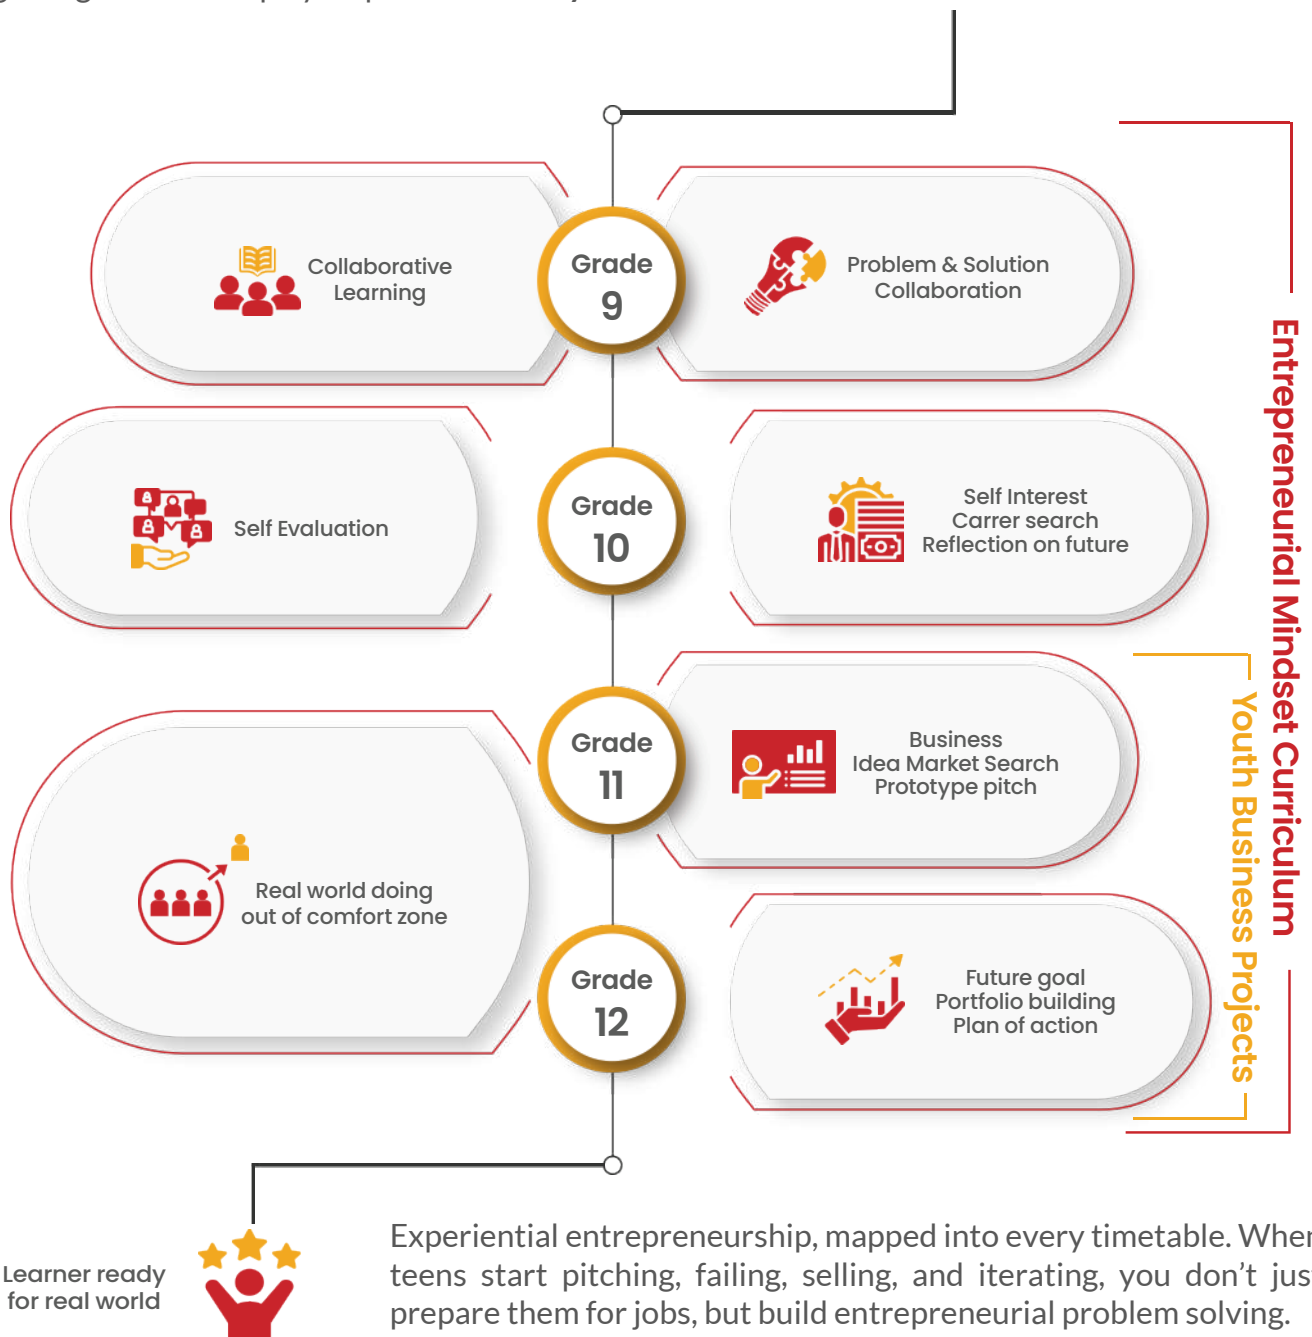 Collaborative
Learning
Grade
9
Problem & Solution
Collaboration
Self Evaluation
Grade
10
Self Interest
Carrer search
Reflection on future
Grade
11
Business
Idea Market Search
Prototype pitch
Real world doing
out of comfort zone
Grade
12
Future goal
Portfolio building
Plan of action
Entrepreneurial Mindset Curriculum
Youth Business Projects
Learner ready
for real world
Experiential entrepreneurship, mapped into every timetable. When
teens start pitching, failing, selling, and iterating, you don’t just
prepare them for jobs, but build entrepreneurial problem solving.